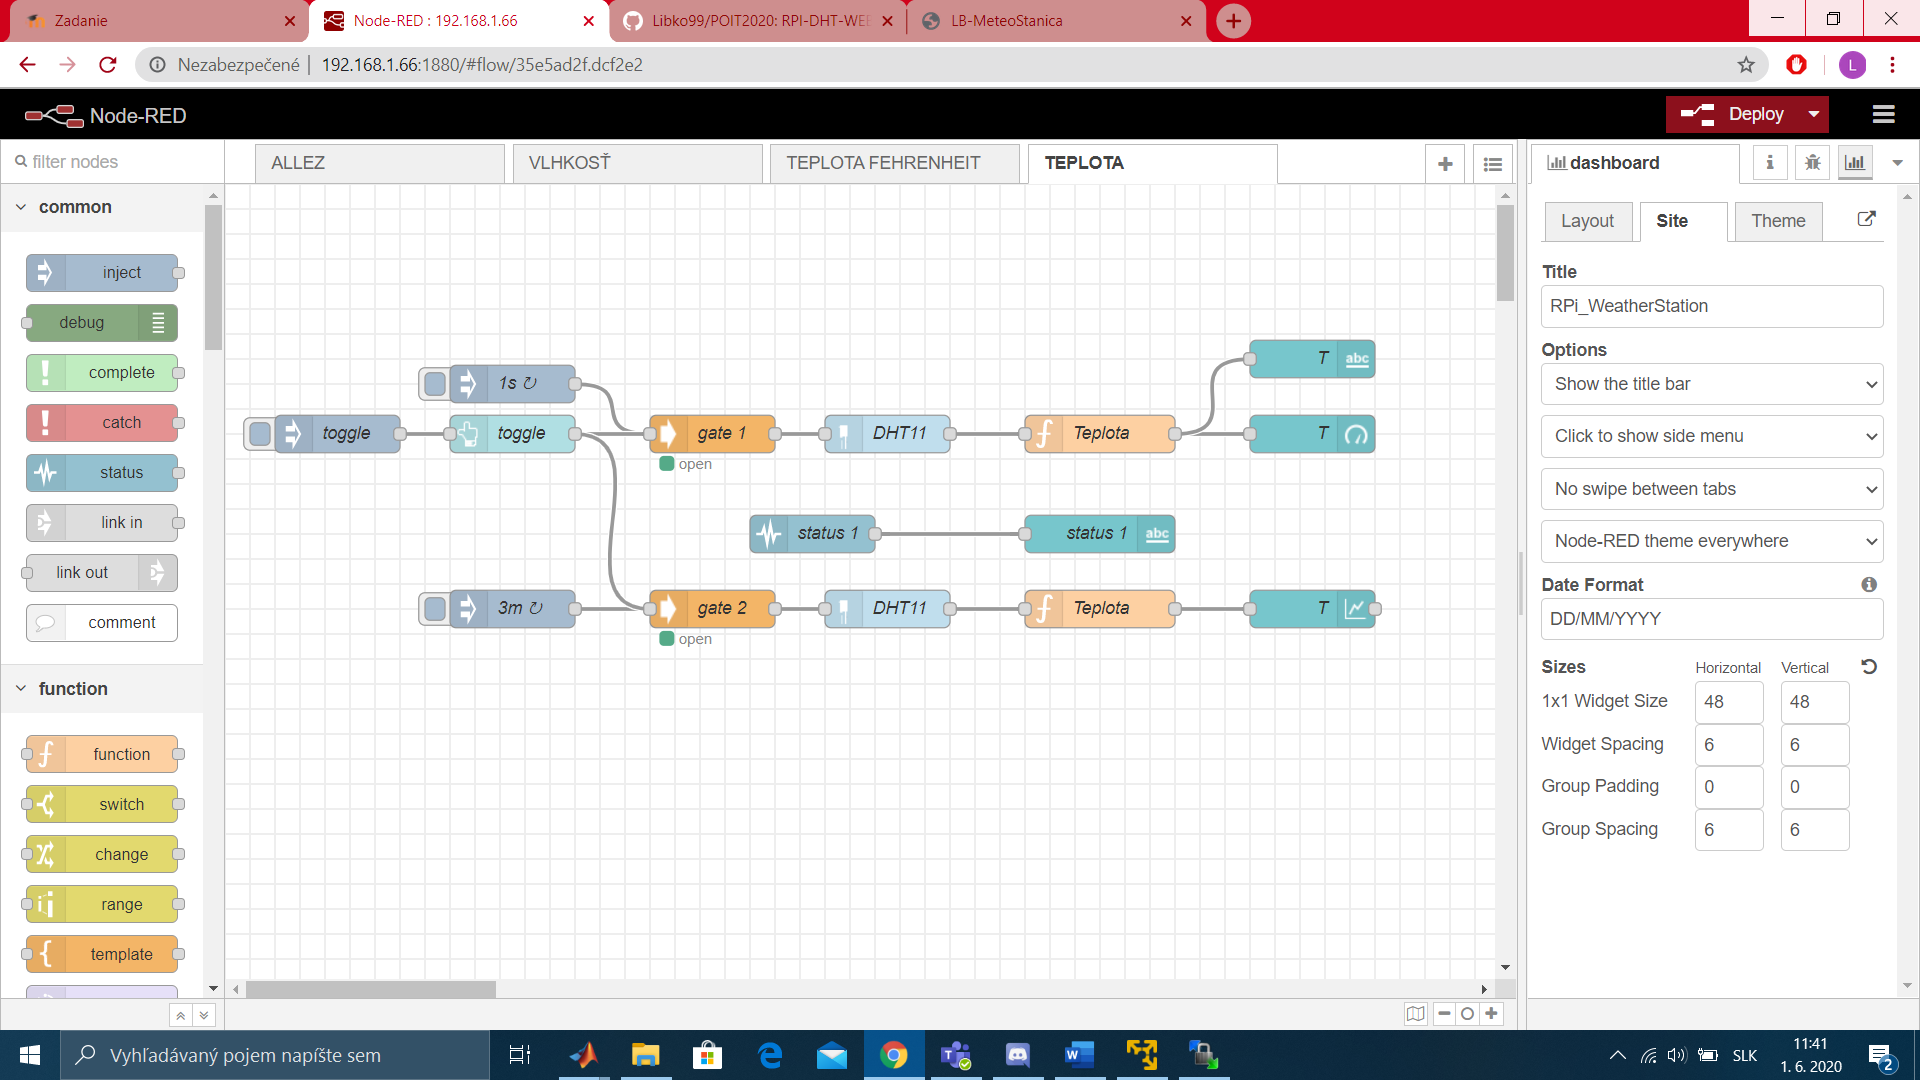 Zadanie
Node-RED : 192.168.1.66
Libko99/POIT2020: RPI-DHT-WEB
LB-MeteoStanica
Nezabezpečené
192.168.1.66:1880/#flow/35e5ad2f.dcf2e2
L
Node-RED
Deploy
filter nodes
ALLEZ
VLHKOSŤ
TEPLOTA FEHRENHEIT
TEPLOTA
dashboard
common
inject
debug
complete
catch
status
link in
link out
comment
function
function
switch
change
range
template
1s ↻
toggle
toggle
gate 1
open
DHT11
Teplota
T
abc
T
status 1
status 1
abc
3m ↻
gate 2
open
DHT11
Teplota
T
Layout
Site
Theme
Title
RPi_WeatherStation
Options
Show the title bar
Click to show side menu
No swipe between tabs
Node-RED theme everywhere
Date Format
DD/MM/YYYY
Sizes
Horizontal
Vertical
1x1 Widget Size
48
48
Widget Spacing
6
6
Group Padding
0
0
Group Spacing
6
6
Vyhľadávaný pojem napíšte sem
SLK
11:41
1. 6. 2020
2